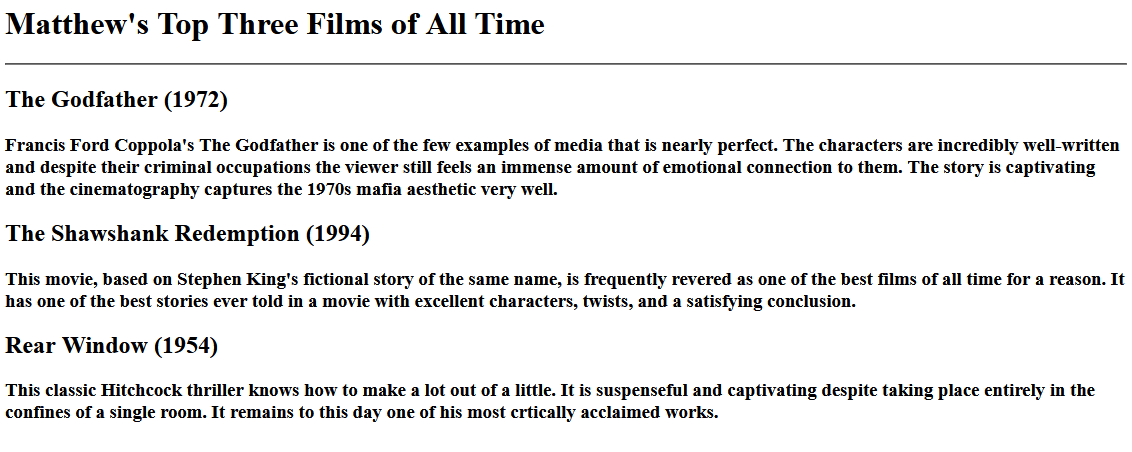 Matthew's Top Three Films of All Time
The Godfather (1972)
Francis Ford Coppola's The Godfather is one of the few examples of media that is nearly perfect. The characters are incredibly well-written
and despite their criminal occupations the viewer still feels an immense amount of emotional connection to them. The story is captivating
and the cinematography captures the 1970s mafia aesthetic very well.
The Shawshank Redemption (1994)
This movie, based on Stephen King's fictional story of the same name, is frequently revered as one of the best films of all time for a reason. It
has one of the best stories ever told in a movie with excellent characters, twists, and a satisfying conclusion.
Rear Window (1954)
This classic Hitchcock thriller knows how to make a lot out of a little. It is suspenseful and captivating despite taking place entirely in the
confines of a single room. It remains to this day one of his most crtically acclaimed works.